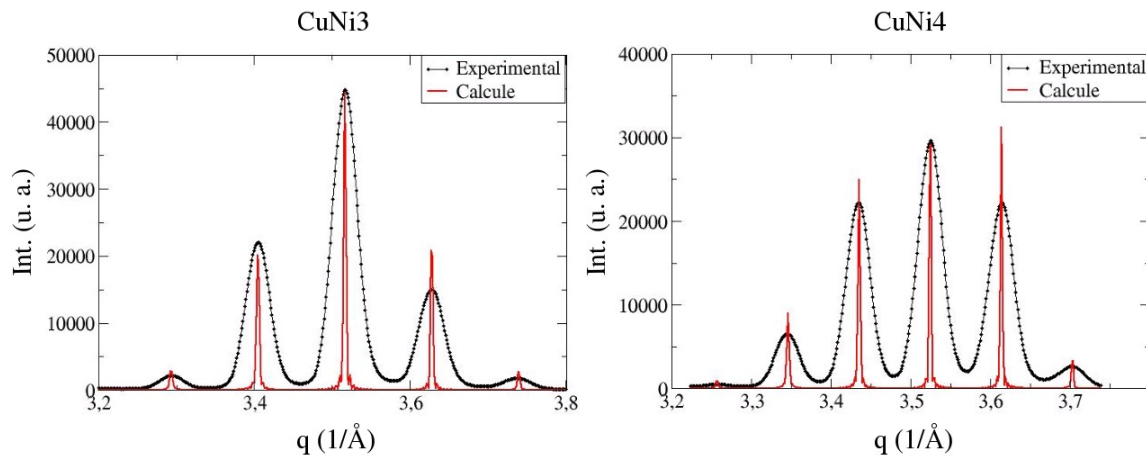 CuNi3
50000
40000
30000
20000
10000
0
Int. (u. a.)
Experimental
Calcule
3,2
3,4
3,6
3,8
q (1/Å)
CuNi4
40000
30000
20000
10000
0
Int. (u. a.)
Experimental
Calcule
3,2
3,3
3,4
3,5
3,6
3,7
q (1/Å)